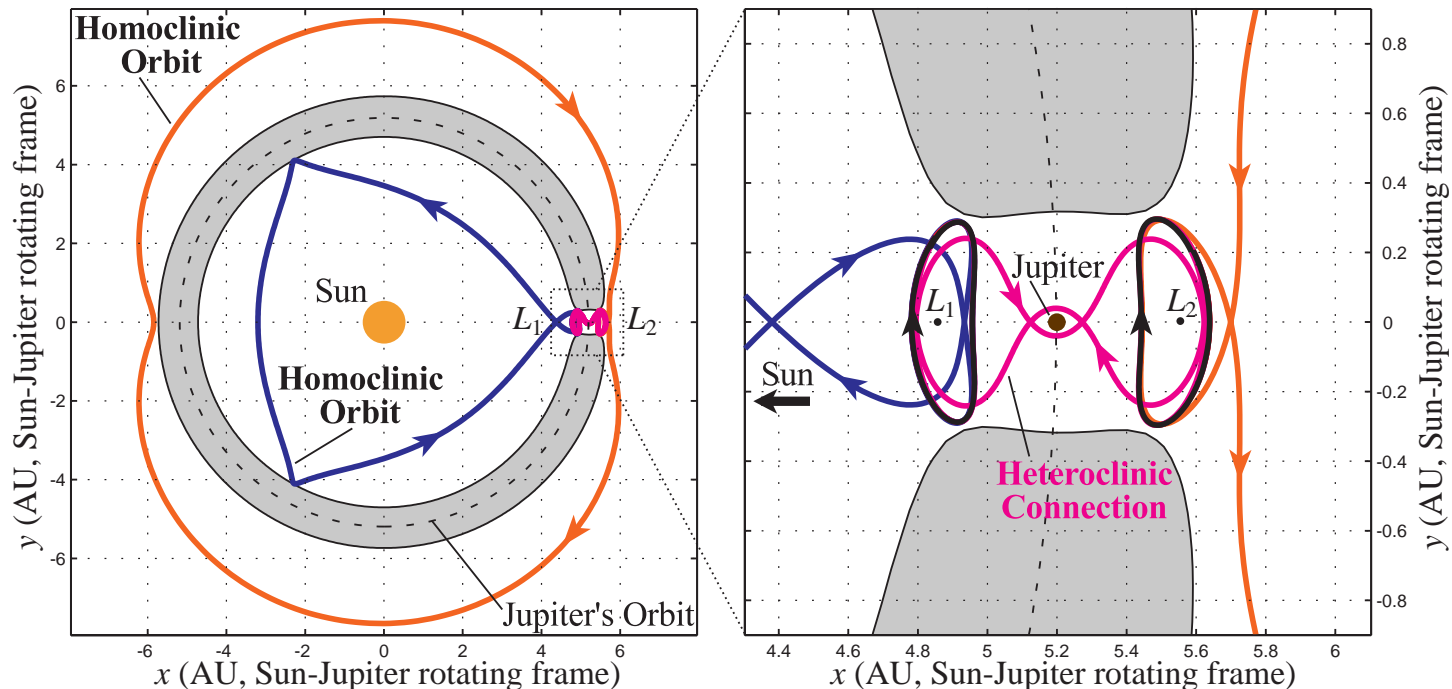 Homoclinic
Orbit
Sun
L1
L2
Homoclinic
Orbit
Jupiter's Orbit
y (AU, Sun-Jupiter rotating frame)
6
4
2
0
-2
-4
-6
-6
-4
-2
0
2
4
6
x (AU, Sun-Jupiter rotating frame)
Jupiter
L1
L2
Sun
Heteroclinic
Connection
0.8
0.6
0.4
0.2
0
-0.2
-0.4
-0.6
-0.8
y (AU, Sun-Jupiter rotating frame)
4.4
4.6
4.8
5
5.2
5.4
5.6
5.8
6
x (AU, Sun-Jupiter rotating frame)